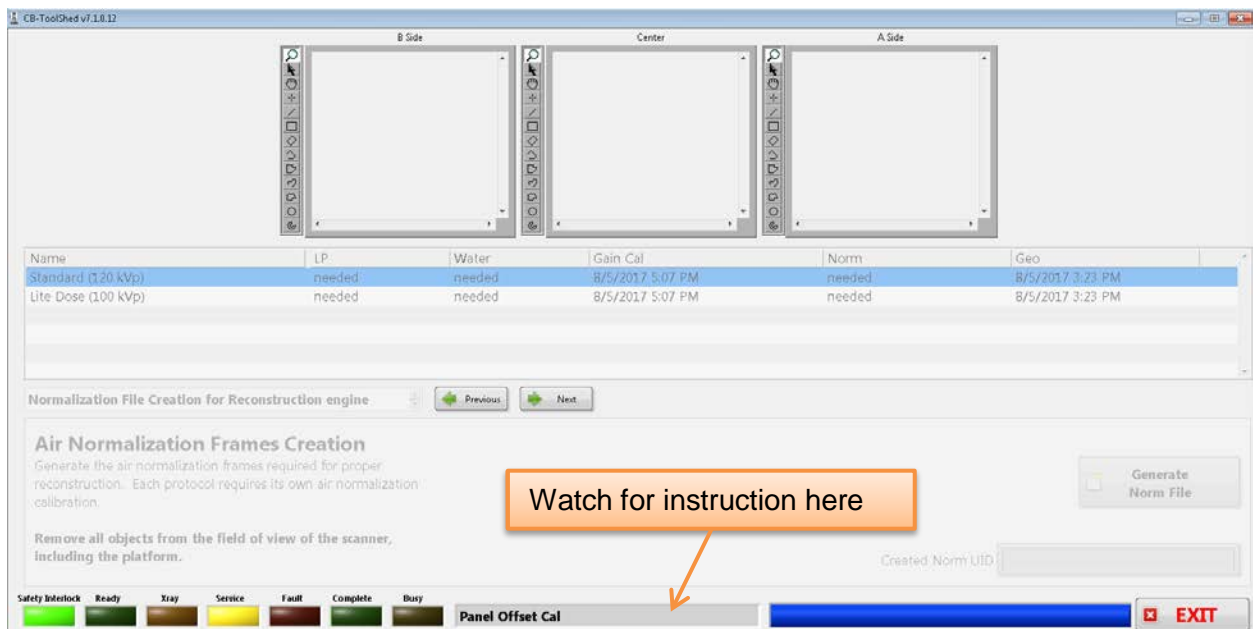 CB-ToolShed v7.1.0.12
B Side
Center
A Side
Name LP Water Gain Cal Norm Geo
Standard (120 kVp) needed needed 8/5/2017 5:07 PM needed 8/5/2017 3:23 PM
Lite Dose (100 kVp) needed needed 8/5/2017 5:07 PM needed 8/5/2017 3:23 PM
Normalization File Creation for Reconstruction engine
Previous
Next
Air Normalization Frames Creation
Generate the air normalization frames required for proper
reconstruction. Each protocol requires its own air normalization
calibration.
Remove all objects from the field of view of the scanner,
including the platform.
Watch for instruction here
Generate
Norm File
Created Norm UID
Safety Interlock Ready Xray Service Fault Complete Busy
Panel Offset Cal
EXIT